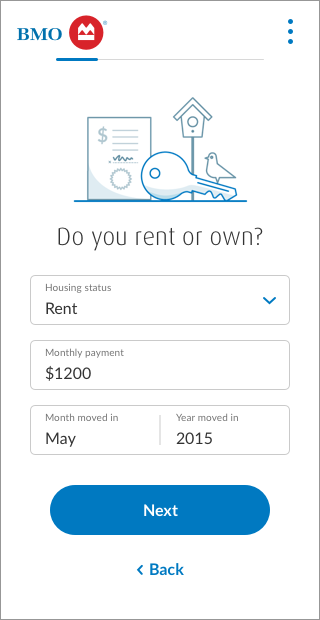 BMO
$
Do you rent or own?
Housing status
Rent
Monthly payment
$1200
Month moved in
May
Year moved in
2015
Next
Back